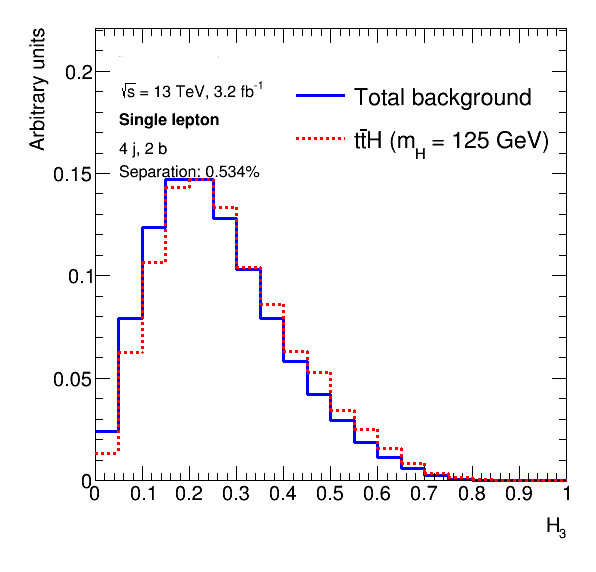 Arbitrary units
0.2
0.15
0.1
0.05
0
√s = 13 TeV, 3.2 fb⁻¹
Single lepton
4 j, 2 b
Separation: 0.534%
Total background
tt̄H (m_H = 125 GeV)
0 0.1 0.2 0.3 0.4 0.5 0.6 0.7 0.8 0.9 1
H₃